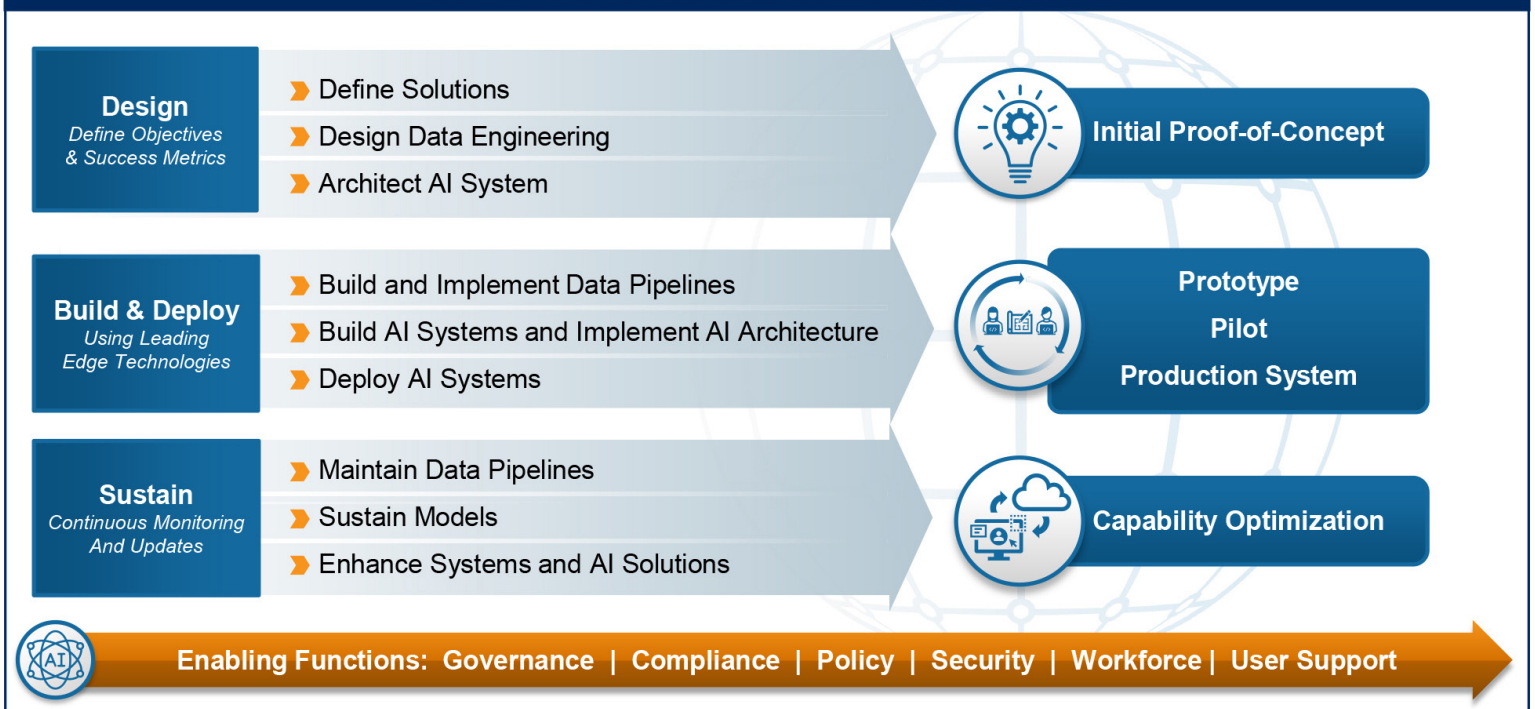 Design
Define Objectives
& Success Metrics
Define Solutions
Design Data Engineering
Architect AI System
Initial Proof-of-Concept
Build & Deploy
Using Leading
Edge Technologies
Build and Implement Data Pipelines
Build AI Systems and Implement AI Architecture
Deploy AI Systems
Prototype
Pilot
Production System
Sustain
Continuous Monitoring
And Updates
Maintain Data Pipelines
Sustain Models
Enhance Systems and AI Solutions
Capability Optimization
AI
Enabling Functions: Governance | Compliance | Policy | Security | Workforce | User Support